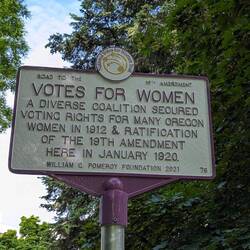 ROAD TO THE 19TH AMENDMENT
VOTES FOR WOMEN
A DIVERSE COALITION SECURED
VOTING RIGHTS FOR MANY OREGON
WOMEN IN 1912 & RATIFICATION
OF THE 19TH AMENDMENT
HERE IN JANUARY 1920.
WILLIAM G. POMEROY FOUNDATION 2021 76